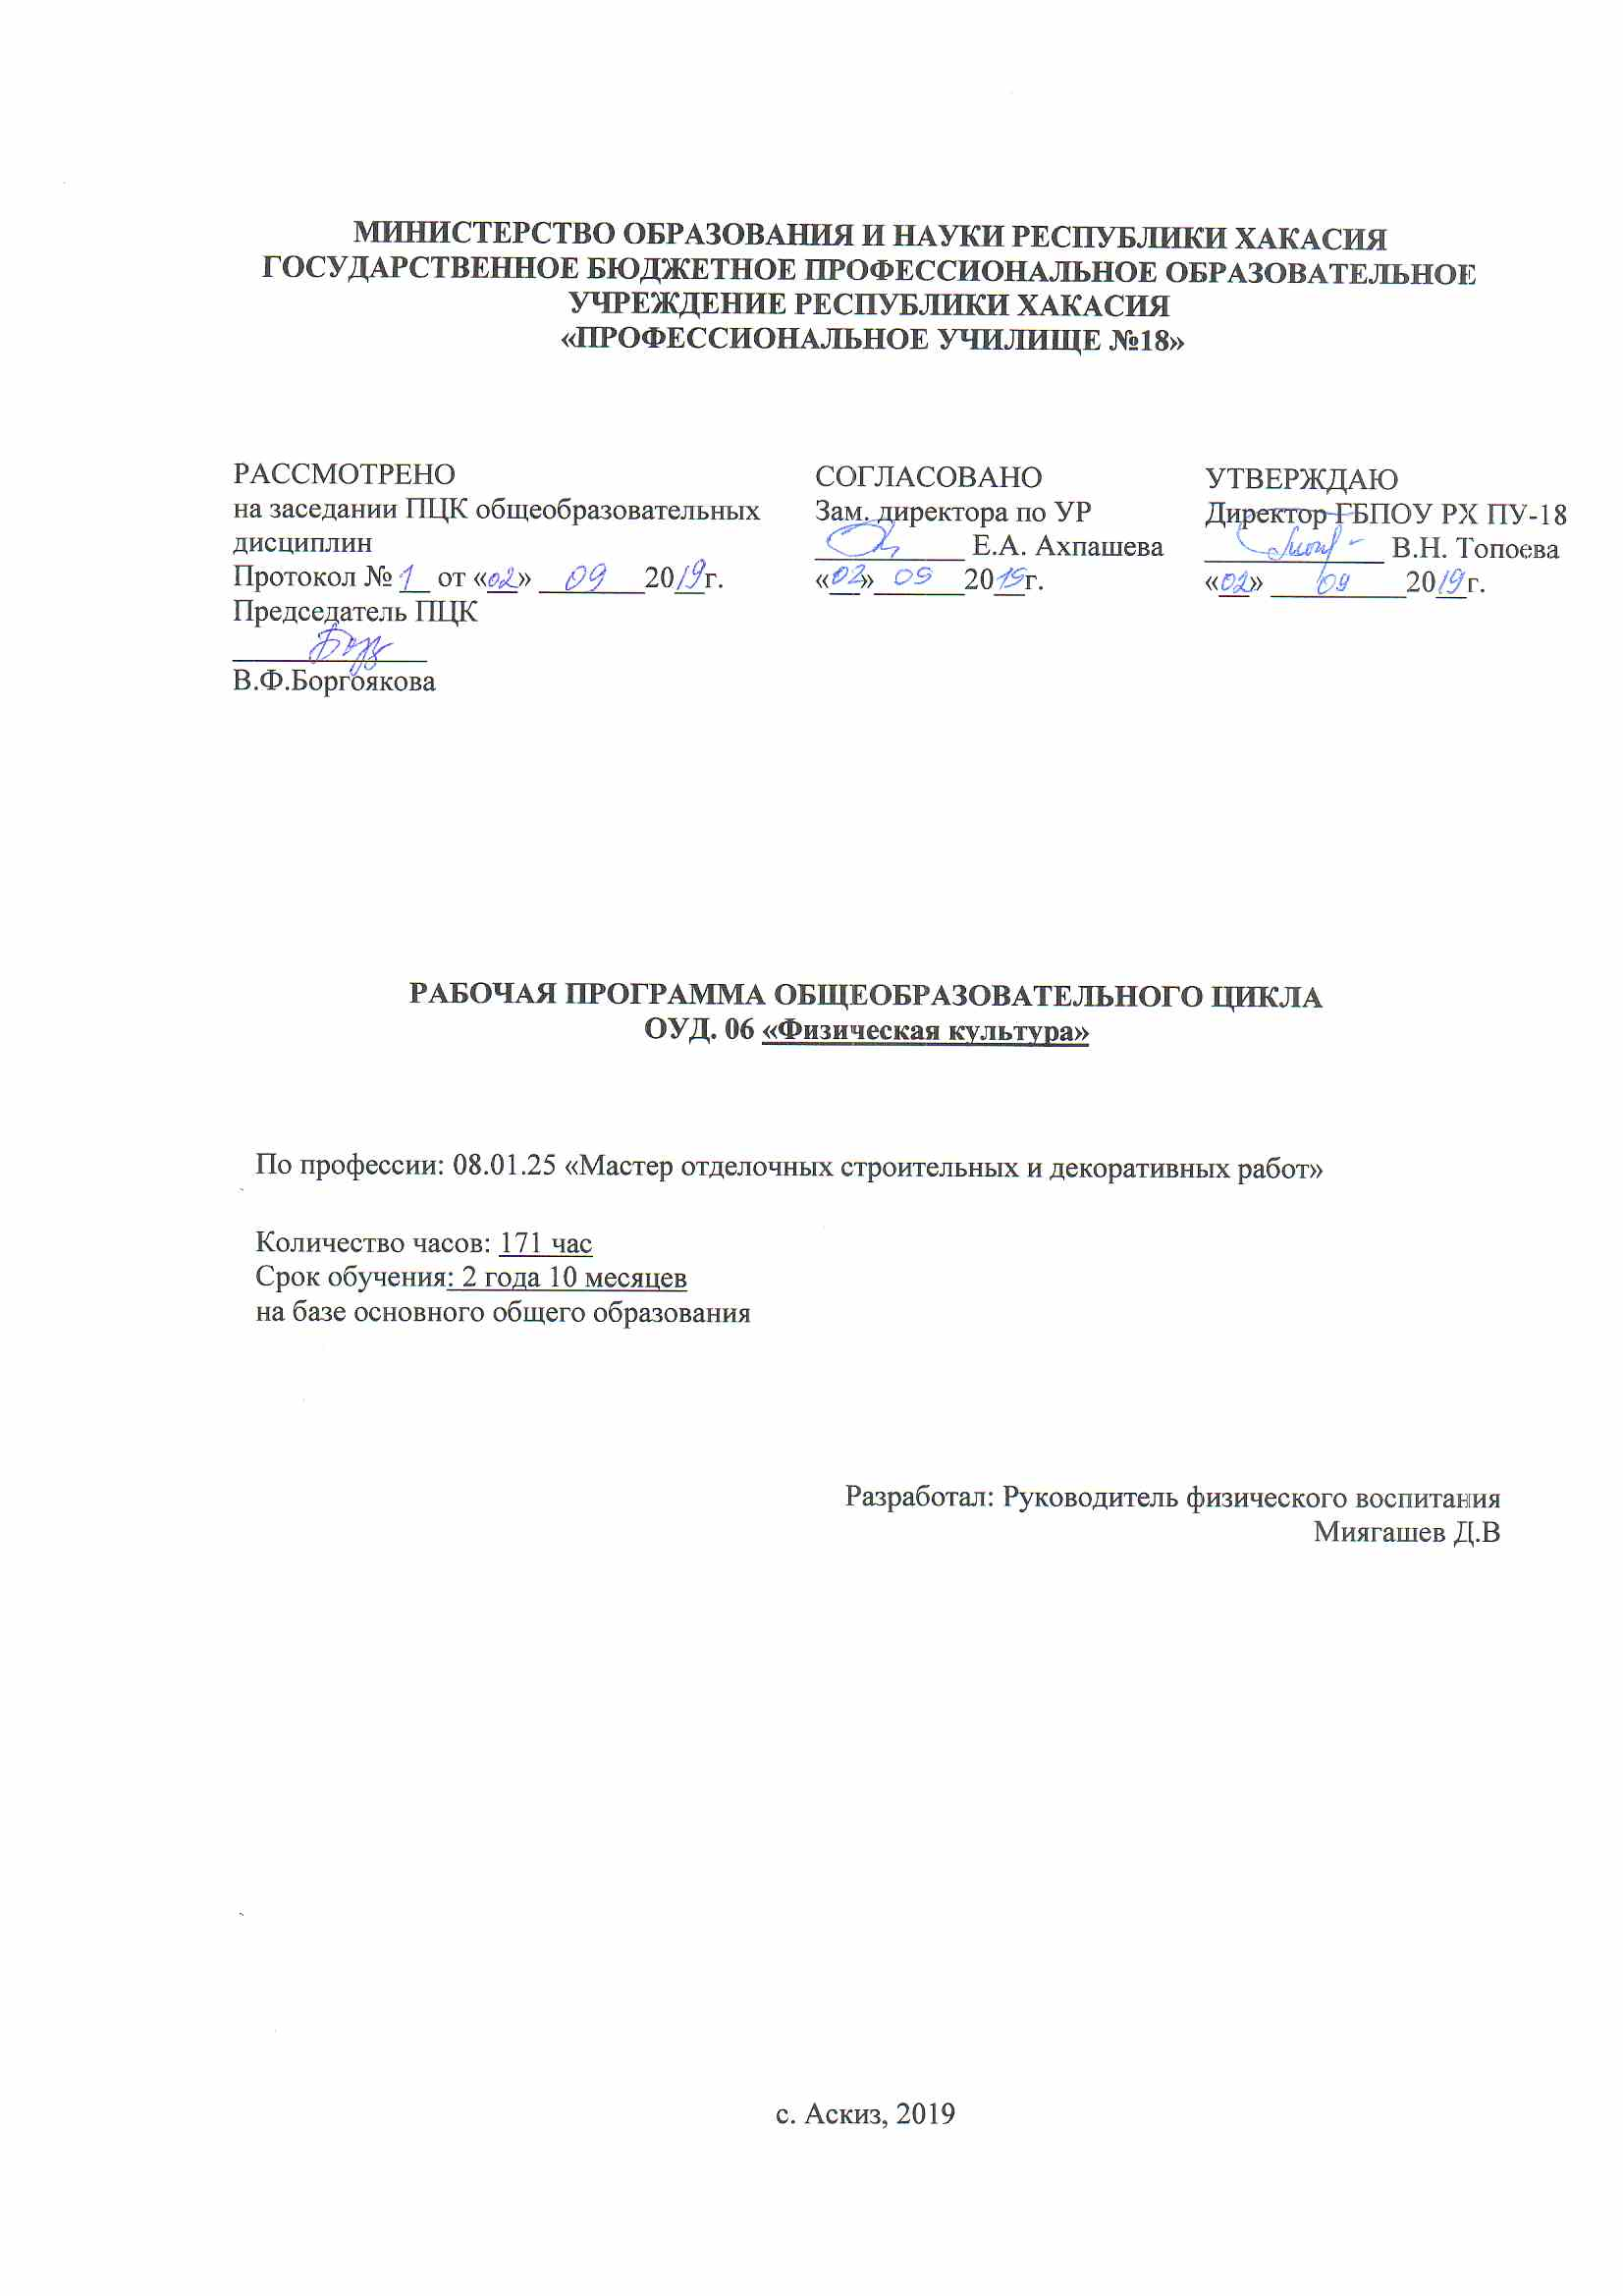 МИНИСТЕРСТВО ОБРАЗОВАНИЯ И НАУКИ РЕСПУБЛИКИ ХАКАСИЯ
ГОСУДАРСТВЕННОЕ БЮДЖЕТНОЕ ПРОФЕССИОНАЛЬНОЕ ОБРАЗОВАТЕЛЬНОЕ
УЧРЕЖДЕНИЕ РЕСПУБЛИКИ ХАКАСИЯ
«ПРОФЕССИОНАЛЬНОЕ УЧИЛИЩЕ №18»
РАССМОТРЕНО
на заседании ПЦК общеобразовательных
дисциплин
Протокол № 1 от «02» 09 2019г.
Председатель ПЦК
В.Ф.Боргоякова
СОГЛАСОВАНО
Зам. директора по УР
Е.А. Ахпашева
«02» 09 2019г.
УТВЕРЖДАЮ
Директор ГБПОУ РХ ПУ-18
В.Н. Топоева
«02» 09 2019г.
РАБОЧАЯ ПРОГРАММА ОБЩЕОБРАЗОВАТЕЛЬНОГО ЦИКЛА
ОУД. 06 «Физическая культура»
По профессии: 08.01.25 «Мастер отделочных строительных и декоративных работ»
Количество часов: 171 час
Срок обучения: 2 года 10 месяцев
на базе основного общего образования
Разработал: Руководитель физического воспитания
Миягашев Д.В
с. Аскиз, 2019